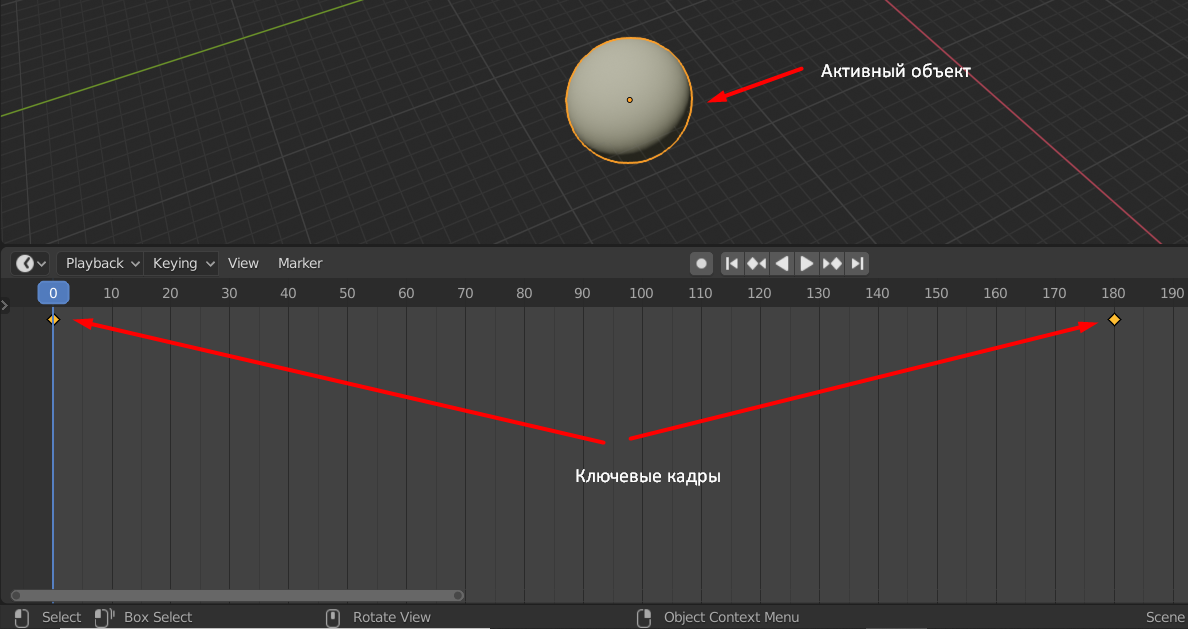 Активный объект
Playback Keying View Marker
0 10 20 30 40 50 60 70 80 90 100 110 120 130 140 150 160 170 180 190
Ключевые кадры
Select Box Select Rotate View Object Context Menu Scene